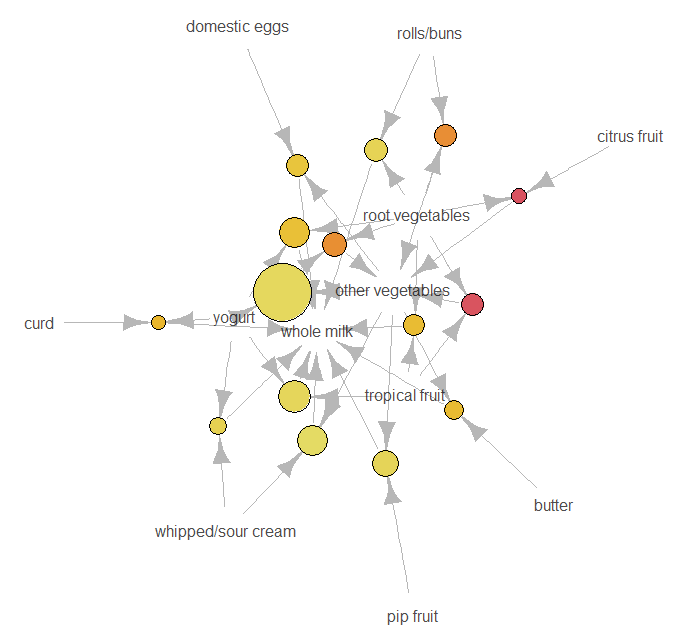 domestic eggs
rolls/buns
citrus fruit
root vegetables
other vegetables
curd
yogurt
whole milk
tropical fruit
butter
whipped/sour cream
pip fruit